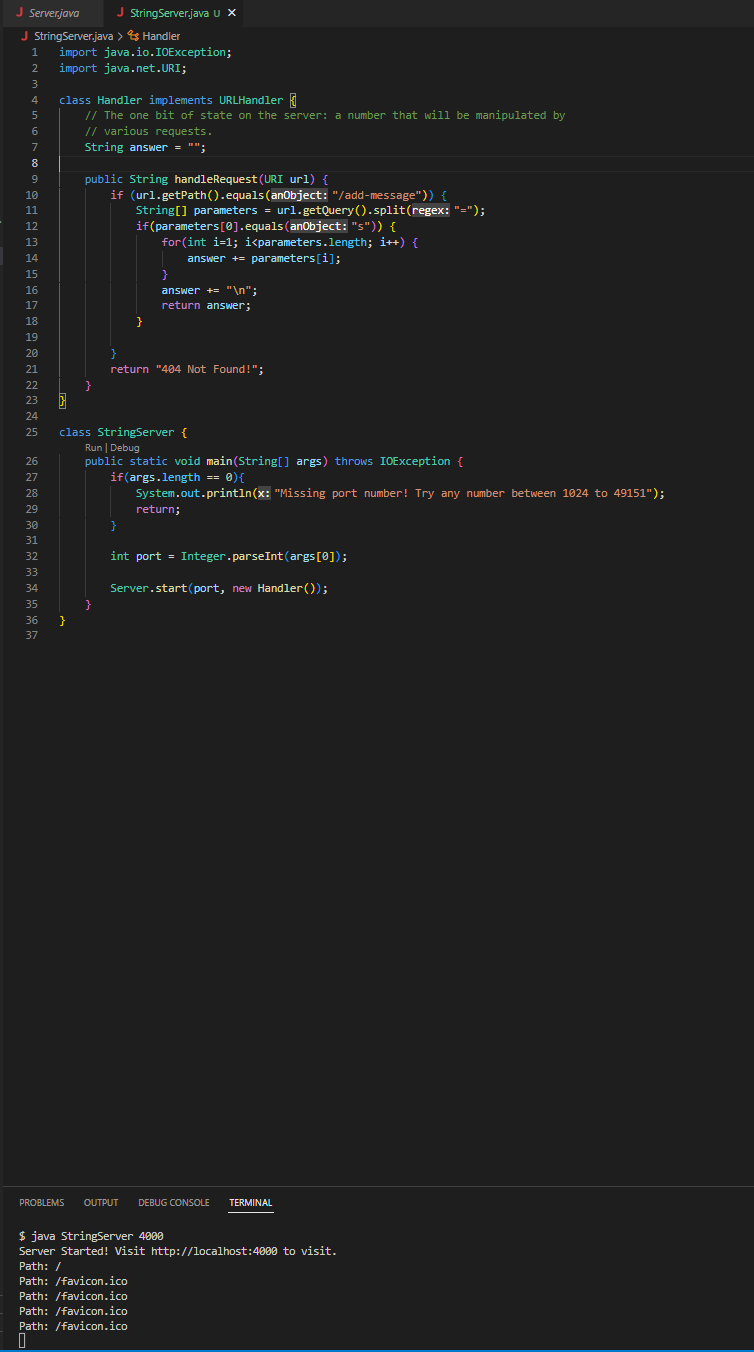 J Server.java J StringServer.java U ✕
J StringServer.java > Handler
1 import java.io.IOException;
2 import java.net.URI;
3
4 class Handler implements URLHandler {
5     // The one bit of state on the server: a number that will be manipulated by
6     // various requests.
7     String answer = "";
8
9     public String handleRequest(URI url) {
10         if (url.getPath().equals(anObject: "/add-message")) {
11             String[] parameters = url.getQuery().split(regex: "=");
12             if(parameters[0].equals(anObject: "s")) {
13                 for(int i=1; i<parameters.length; i++) {
14                     answer += parameters[i];
15                 }
16                 answer += "\n";
17                 return answer;
18             }
19
20         }
21         return "404 Not Found!";
22     }
23 }
24
25 class StringServer {
Run | Debug
26     public static void main(String[] args) throws IOException {
27         if(args.length == 0){
28             System.out.println(x: "Missing port number! Try any number between 1024 to 49151");
29             return;
30         }
31
32         int port = Integer.parseInt(args[0]);
33
34         Server.start(port, new Handler());
35     }
36 }
37
PROBLEMS OUTPUT DEBUG CONSOLE TERMINAL
$ java StringServer 4000
Server Started! Visit http://localhost:4000 to visit.
Path: /
Path: /favicon.ico
Path: /favicon.ico
Path: /favicon.ico
Path: /favicon.ico